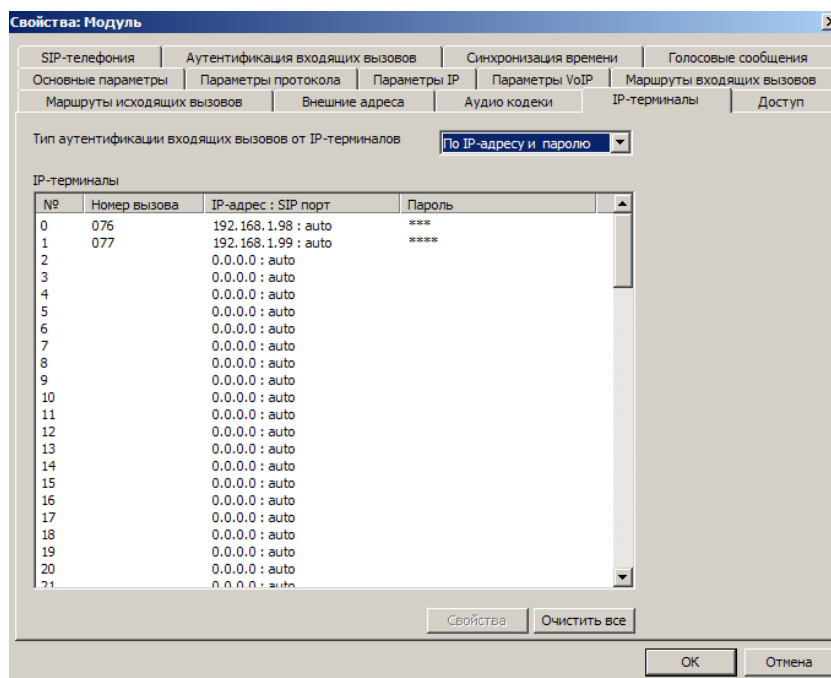 Свойства: Модуль
SIP-телефония Аутентификация входящих вызовов Синхронизация времени Голосовые сообщения
Основные параметры Параметры протокола Параметры IP Параметры VoIP Маршруты входящих вызовов
Маршруты исходящих вызовов Внешние адреса Аудио кодеки IP-терминалы Доступ
Тип аутентификации входящих вызовов от IP-терминалов По IP-адресу и паролю
IP-терминалы
№ Номер вызова IP-адрес : SIP порт Пароль
0 076 192.168.1.98 : auto ***
1 077 192.168.1.99 : auto ****
2 0.0.0.0 : auto
3 0.0.0.0 : auto
4 0.0.0.0 : auto
5 0.0.0.0 : auto
6 0.0.0.0 : auto
7 0.0.0.0 : auto
8 0.0.0.0 : auto
9 0.0.0.0 : auto
10 0.0.0.0 : auto
11 0.0.0.0 : auto
12 0.0.0.0 : auto
13 0.0.0.0 : auto
14 0.0.0.0 : auto
15 0.0.0.0 : auto
16 0.0.0.0 : auto
17 0.0.0.0 : auto
18 0.0.0.0 : auto
19 0.0.0.0 : auto
20 0.0.0.0 : auto
21 0.0.0.0 : auto
Свойства Очистить все
OK Отмена